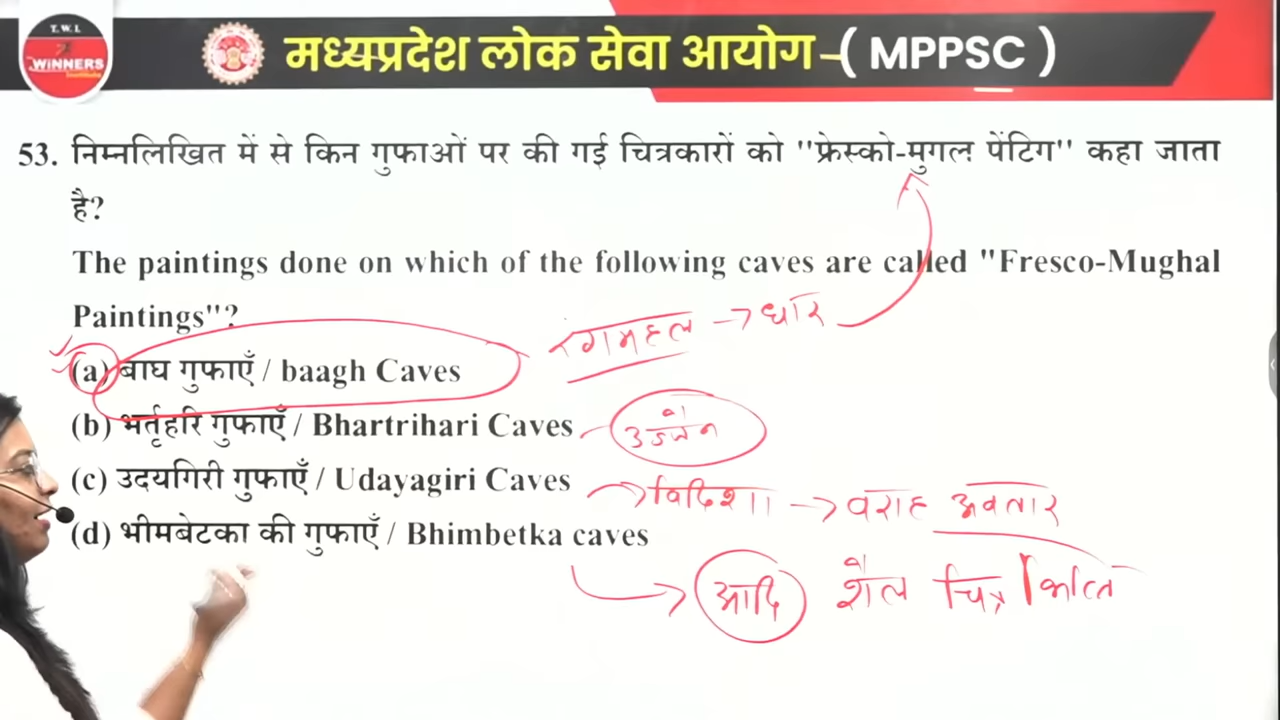 T.W.I.
WINNERS
Institute
मध्यप्रदेश लोक सेवा आयोग–( MPPSC )
53. निम्नलिखित में से किन गुफाओं पर की गई चित्रकारों को "फ्रेस्को-मुगल पेंटिग" कहा जाता
है?
The paintings done on which of the following caves are called "Fresco-Mughal
Paintings"?
रंगमहल → धार
(a) बाघ गुफाएँ / baagh Caves
(b) भर्तृहरि गुफाएँ / Bhartrihari Caves
उज्जैन
(c) उदयगिरी गुफाएँ / Udayagiri Caves
→ विदिशा → वराह अवतार
(d) भीमबेटका की गुफाएँ / Bhimbetka caves
→ आदि शैल चित्र